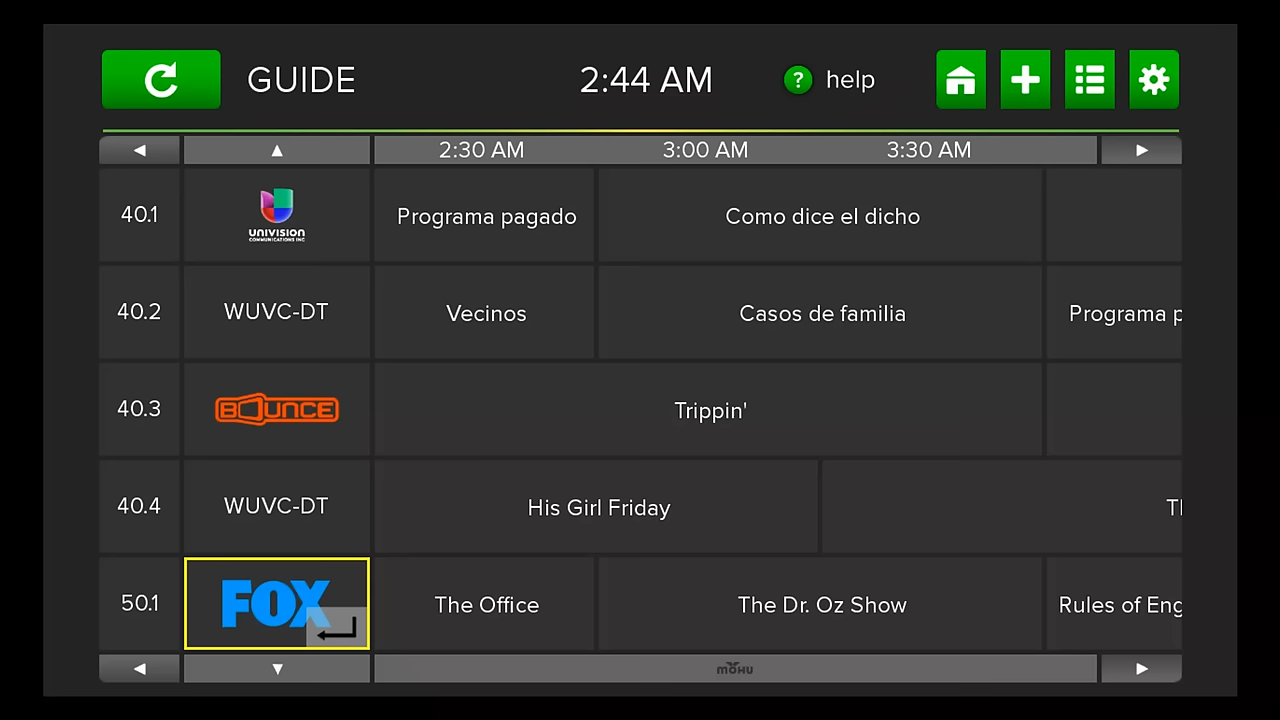 GUIDE 2:44 AM ? help
2:30 AM 3:00 AM 3:30 AM
40.1 UNIVISION COMMUNICATIONS INC Programa pagado Como dice el dicho
40.2 WUVC-DT Vecinos Casos de familia Programa p
40.3 BOUNCE Trippin'
40.4 WUVC-DT His Girl Friday
50.1 FOX The Office The Dr. Oz Show Rules of Eng
mohu